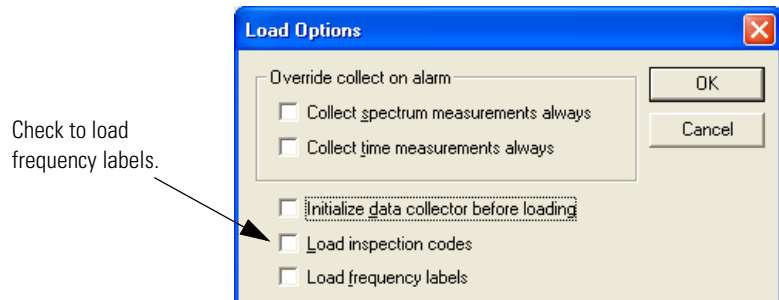 Load Options
Override collect on alarm
OK
Collect spectrum measurements always
Cancel
Collect time measurements always
Check to load
frequency labels.
Initialize data collector before loading
Load inspection codes
Load frequency labels